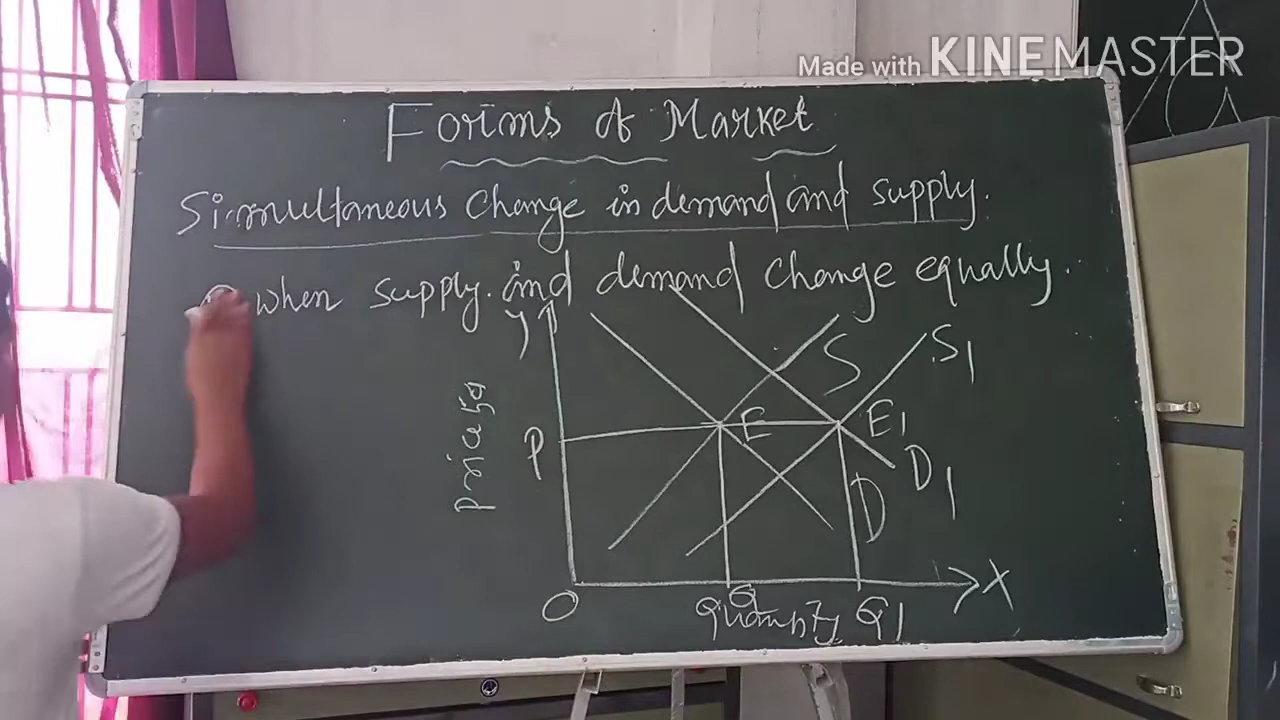 Made with KINEMASTER
Forms of Market
Simultaneous change in demand and supply.
when supply and demand change equally.
Y
S
S1
Price
P
E
E1
D1
D
O
Q
Q1
X
Quantity